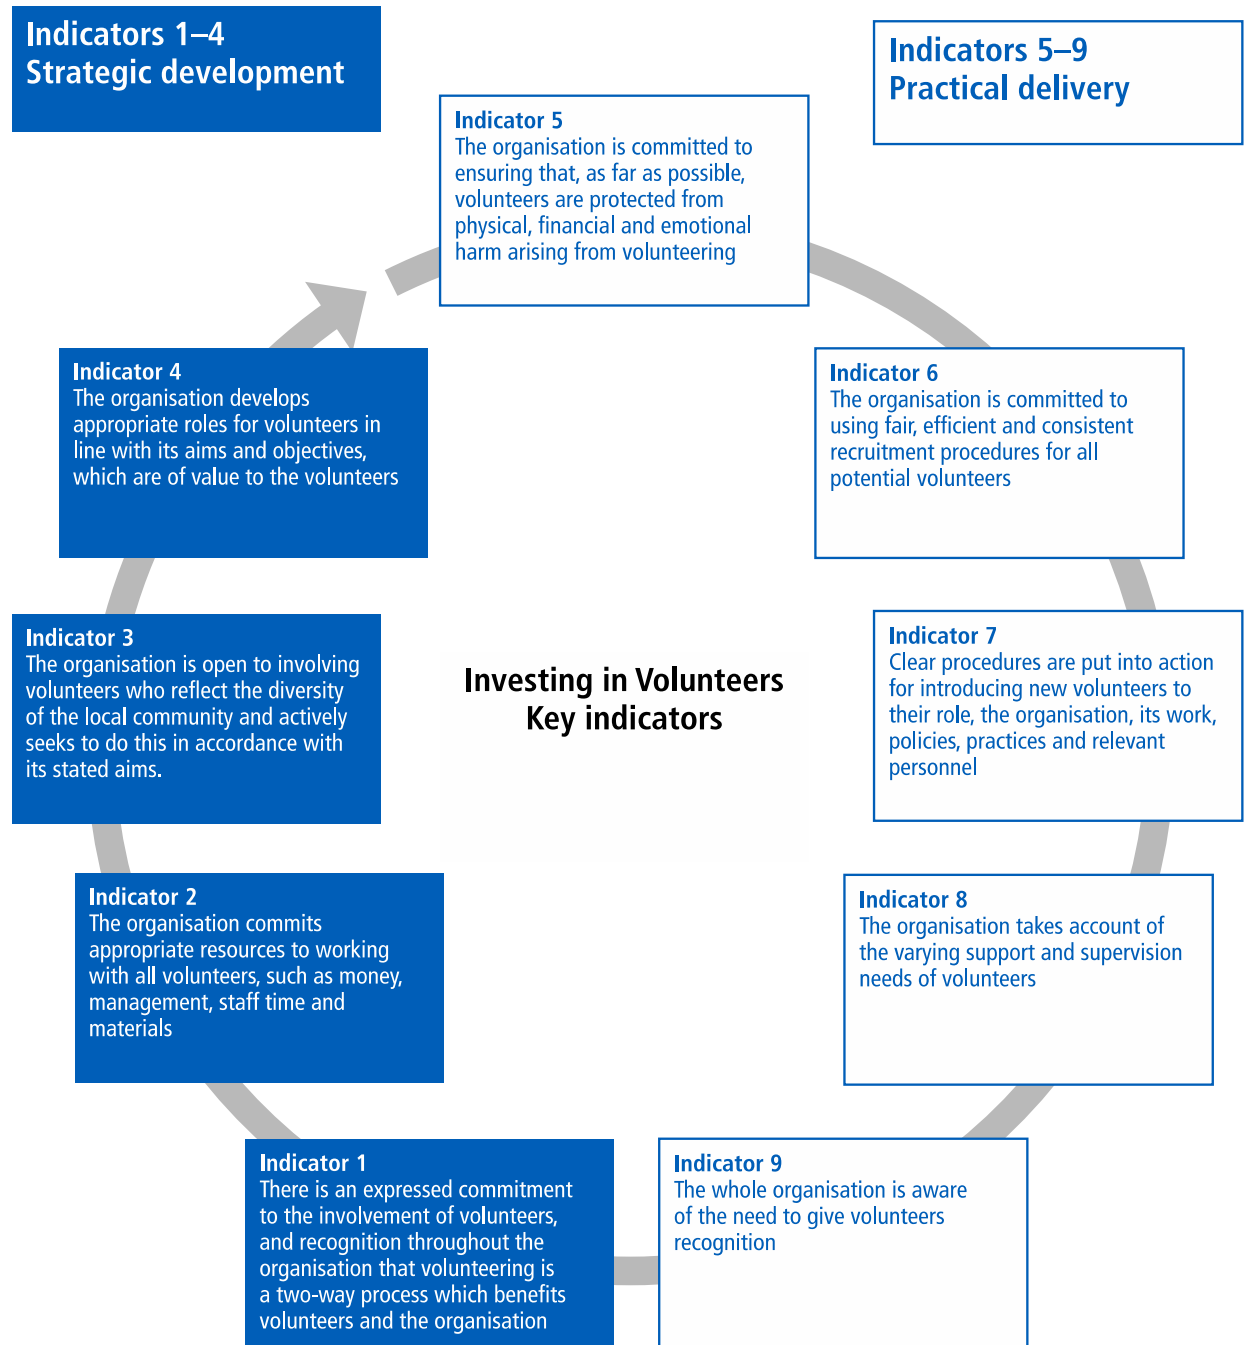 Indicators 1–4
Strategic development
Indicators 5–9
Practical delivery
Indicator 5
The organisation is committed to
ensuring that, as far as possible,
volunteers are protected from
physical, financial and emotional
harm arising from volunteering
Indicator 4
The organisation develops
appropriate roles for volunteers in
line with its aims and objectives,
which are of value to the volunteers
Indicator 6
The organisation is committed to
using fair, efficient and consistent
recruitment procedures for all
potential volunteers
Indicator 3
The organisation is open to involving
volunteers who reflect the diversity
of the local community and actively
seeks to do this in accordance with
its stated aims.
Investing in Volunteers
Key indicators
Indicator 7
Clear procedures are put into action
for introducing new volunteers to
their role, the organisation, its work,
policies, practices and relevant
personnel
Indicator 2
The organisation commits
appropriate resources to working
with all volunteers, such as money,
management, staff time and
materials
Indicator 8
The organisation takes account of
the varying support and supervision
needs of volunteers
Indicator 1
There is an expressed commitment
to the involvement of volunteers,
and recognition throughout the
organisation that volunteering is
a two-way process which benefits
volunteers and the organisation
Indicator 9
The whole organisation is aware
of the need to give volunteers
recognition